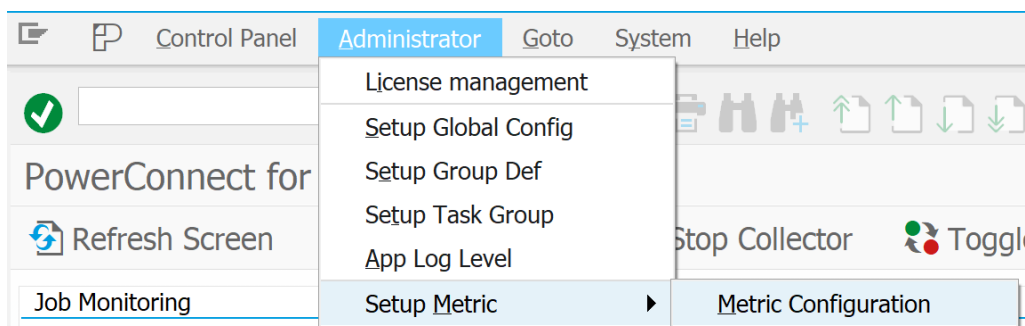 Control Panel Administrator Goto System Help
License management
Setup Global Config
PowerConnect for Setup Group Def
Setup Task Group
Refresh Screen Stop Collector Toggl
App Log Level
Job Monitoring Setup Metric Metric Configuration